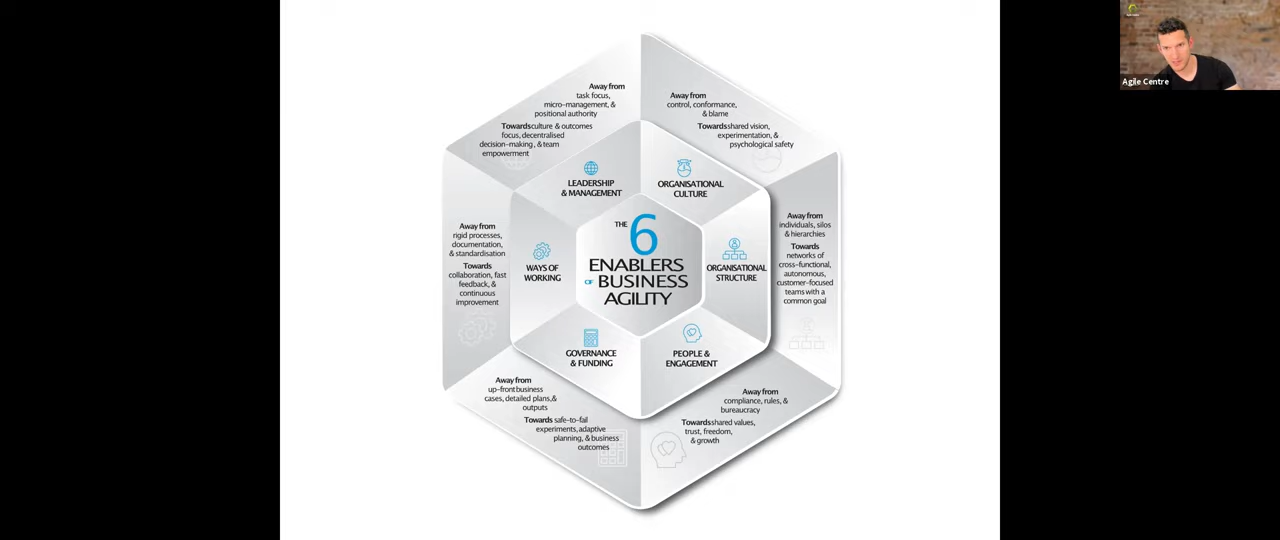 Away from
task focus,
micro-management, &
positional authority
Towards culture & outcomes
focus, decentralised
decision-making, & team
empowerment
Away from
control, conformance,
& blame
Towards shared vision,
experimentation, &
psychological safety
LEADERSHIP
& MANAGEMENT
ORGANISATIONAL
CULTURE
Away from
rigid processes,
documentation,
& standardisation
Towards
collaboration, fast
feedback, &
continuous
improvement
WAYS OF
WORKING
THE 6
ENABLERS
OF BUSINESS
AGILITY
ORGANISATIONAL
STRUCTURE
Away from
individuals, silos
& hierarchies
Towards
networks of
cross-functional,
autonomous,
customer-focused
teams with a
common goal
GOVERNANCE
& FUNDING
PEOPLE &
ENGAGEMENT
Away from
up-front business
cases, detailed plans, &
outputs
Towards safe-to-fail
experiments, adaptive
planning, & business
outcomes
Away from
compliance, rules, &
bureaucracy
Towards shared values,
trust, freedom,
& growth
Agile Centre